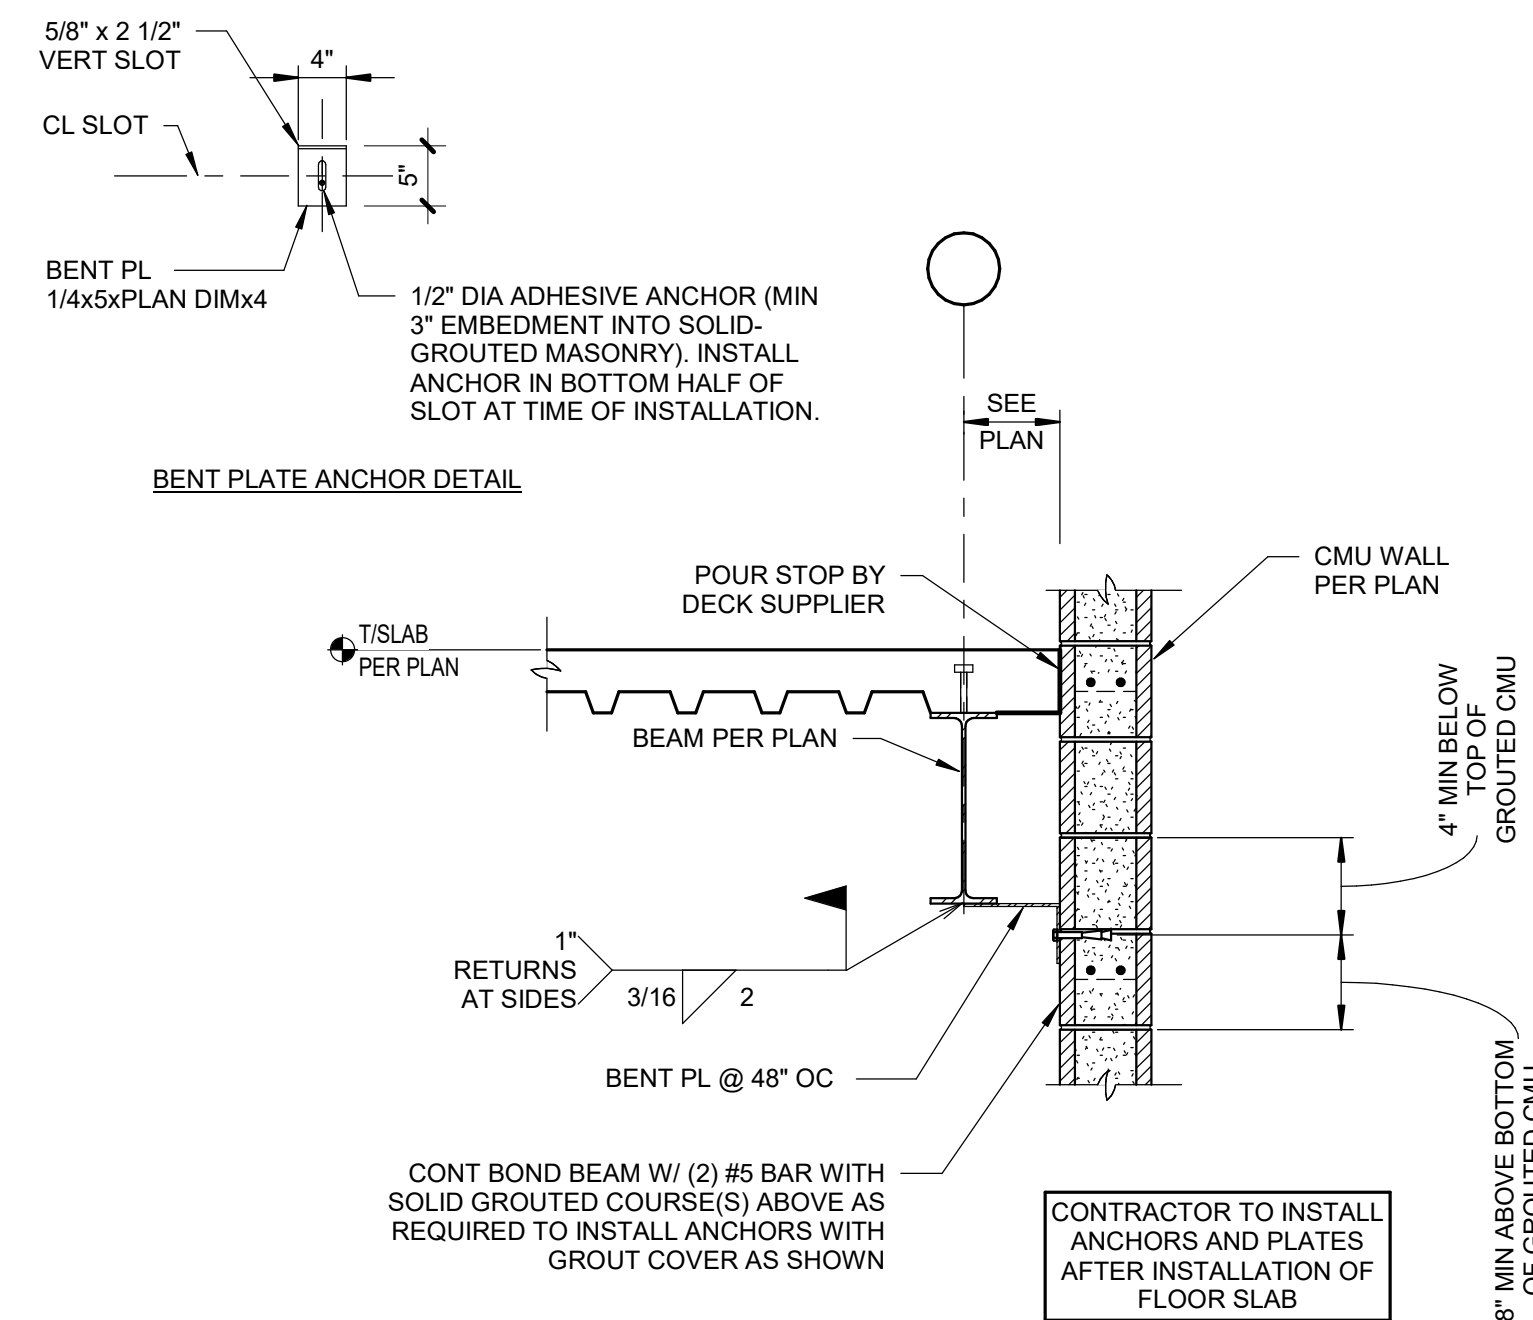 5/8" x 2 1/2"
VERT SLOT
4"
CL SLOT
5"
BENT PL
1/4x5xPLAN DIMx4
1/2" DIA ADHESIVE ANCHOR (MIN
3" EMBEDMENT INTO SOLID-
GROUTED MASONRY). INSTALL
ANCHOR IN BOTTOM HALF OF
SLOT AT TIME OF INSTALLATION.
BENT PLATE ANCHOR DETAIL
SEE
PLAN
POUR STOP BY
DECK SUPPLIER
CMU WALL
PER PLAN
T/SLAB
PER PLAN
BEAM PER PLAN
4" MIN BELOW
TOP OF
GROUTED CMU
1"
RETURNS
AT SIDES
3/16
2
BENT PL @ 48" OC
CONT BOND BEAM W/ (2) #5 BAR WITH
SOLID GROUTED COURSE(S) ABOVE AS
REQUIRED TO INSTALL ANCHORS WITH
GROUT COVER AS SHOWN
CONTRACTOR TO INSTALL
ANCHORS AND PLATES
AFTER INSTALLATION OF
FLOOR SLAB
8" MIN ABOVE BOTTOM
OF GROUTED CMU